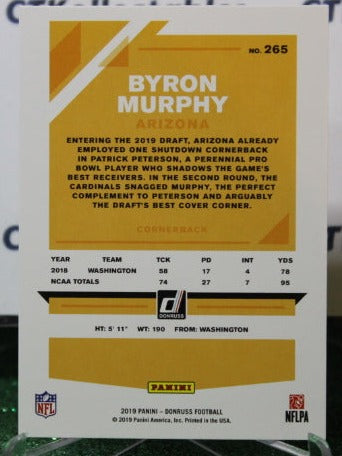 NO. 265
BYRON
MURPHY
ARIZONA
ENTERING THE 2019 DRAFT, ARIZONA ALREADY
EMPLOYED ONE SHUTDOWN CORNERBACK
IN PATRICK PETERSON, A PERENNIAL PRO
BOWL PLAYER WHO SHADOWS THE GAME'S
BEST RECEIVERS. IN THE SECOND ROUND, THE
CARDINALS SNAGGED MURPHY, THE PERFECT
COMPLEMENT TO PETERSON AND ARGUABLY
THE DRAFT'S BEST COVER CORNER.
CORNERBACK
YEAR TEAM TCK PD INT YDS
2018 WASHINGTON 58 17 4 78
NCAA TOTALS 74 27 7 95
DONRUSS
HT: 5' 11" WT: 190 FROM: WASHINGTON
NFL
PANINI
NFLPA
2019 PANINI - DONRUSS FOOTBALL
© 2019 Panini America, Inc. Printed in the USA.